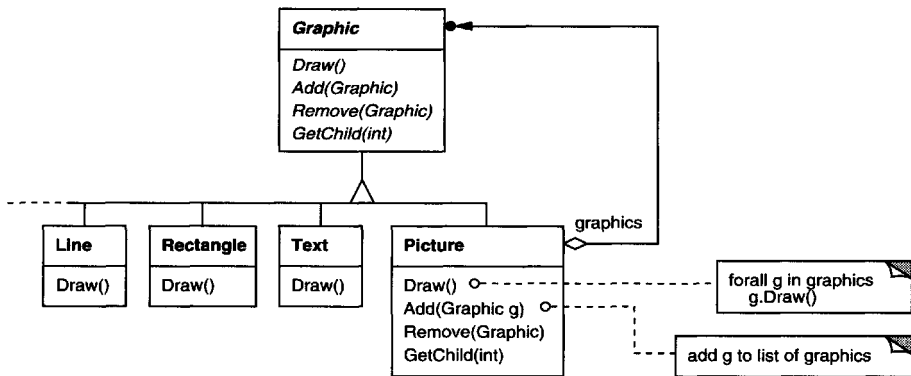 Graphic
Draw()
Add(Graphic)
Remove(Graphic)
GetChild(int)
graphics
Line
Draw()
Rectangle
Draw()
Text
Draw()
Picture
Draw()
Add(Graphic g)
Remove(Graphic)
GetChild(int)
forall g in graphics
g.Draw()
add g to list of graphics